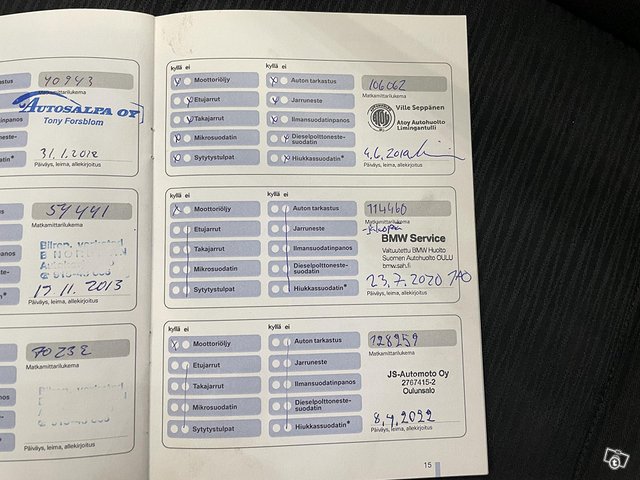 40943
Matkamittarilukema
AUTOSALPA OY
Tony Forsblom
31.1.2012
Päiväys, leima, allekirjoitus
54441
Matkamittarilukema
19.11.2013
Päiväys, leima, allekirjoitus
70232
Matkamittarilukema
Päiväys, leima, allekirjoitus
kyllä ei
kyllä ei
106062
Matkamittarilukema
Moottoriöljy
Auton tarkastus
Etujarrut
Jarruneste
Takajarrut
Ilmansuodatinpanos
Mikrosuodatin
Dieselpolttoneste-
suodatin
Sytytystulpat
Hiukkassuodatin*
Ville Seppänen
Atoy Autohuolto
Limingantulli
4.6.2019
Päiväys, leima, allekirjoitus
kyllä ei
kyllä ei
114460
Matkamittarilukema
Moottoriöljy
Auton tarkastus
Etujarrut
Jarruneste
Takajarrut
Ilmansuodatinpanos
Mikrosuodatin
Dieselpolttoneste-
suodatin
Sytytystulpat
Hiukkassuodatin*
BMW Service
Valtuutettu BMW Huolto
Suomen Autohuolto OULU
bmw.sah.fi
23.7.2020
Päiväys, leima, allekirjoitus
kyllä ei
kyllä ei
128259
Matkamittarilukema
Moottoriöljy
Auton tarkastus
Etujarrut
Jarruneste
Takajarrut
Ilmansuodatinpanos
Mikrosuodatin
Dieselpolttoneste-
suodatin
Sytytystulpat
Hiukkassuodatin*
JS-Automoto Oy
2767415-2
Oulunsalo
8.4.2022
Päiväys, leima, allekirjoitus
15